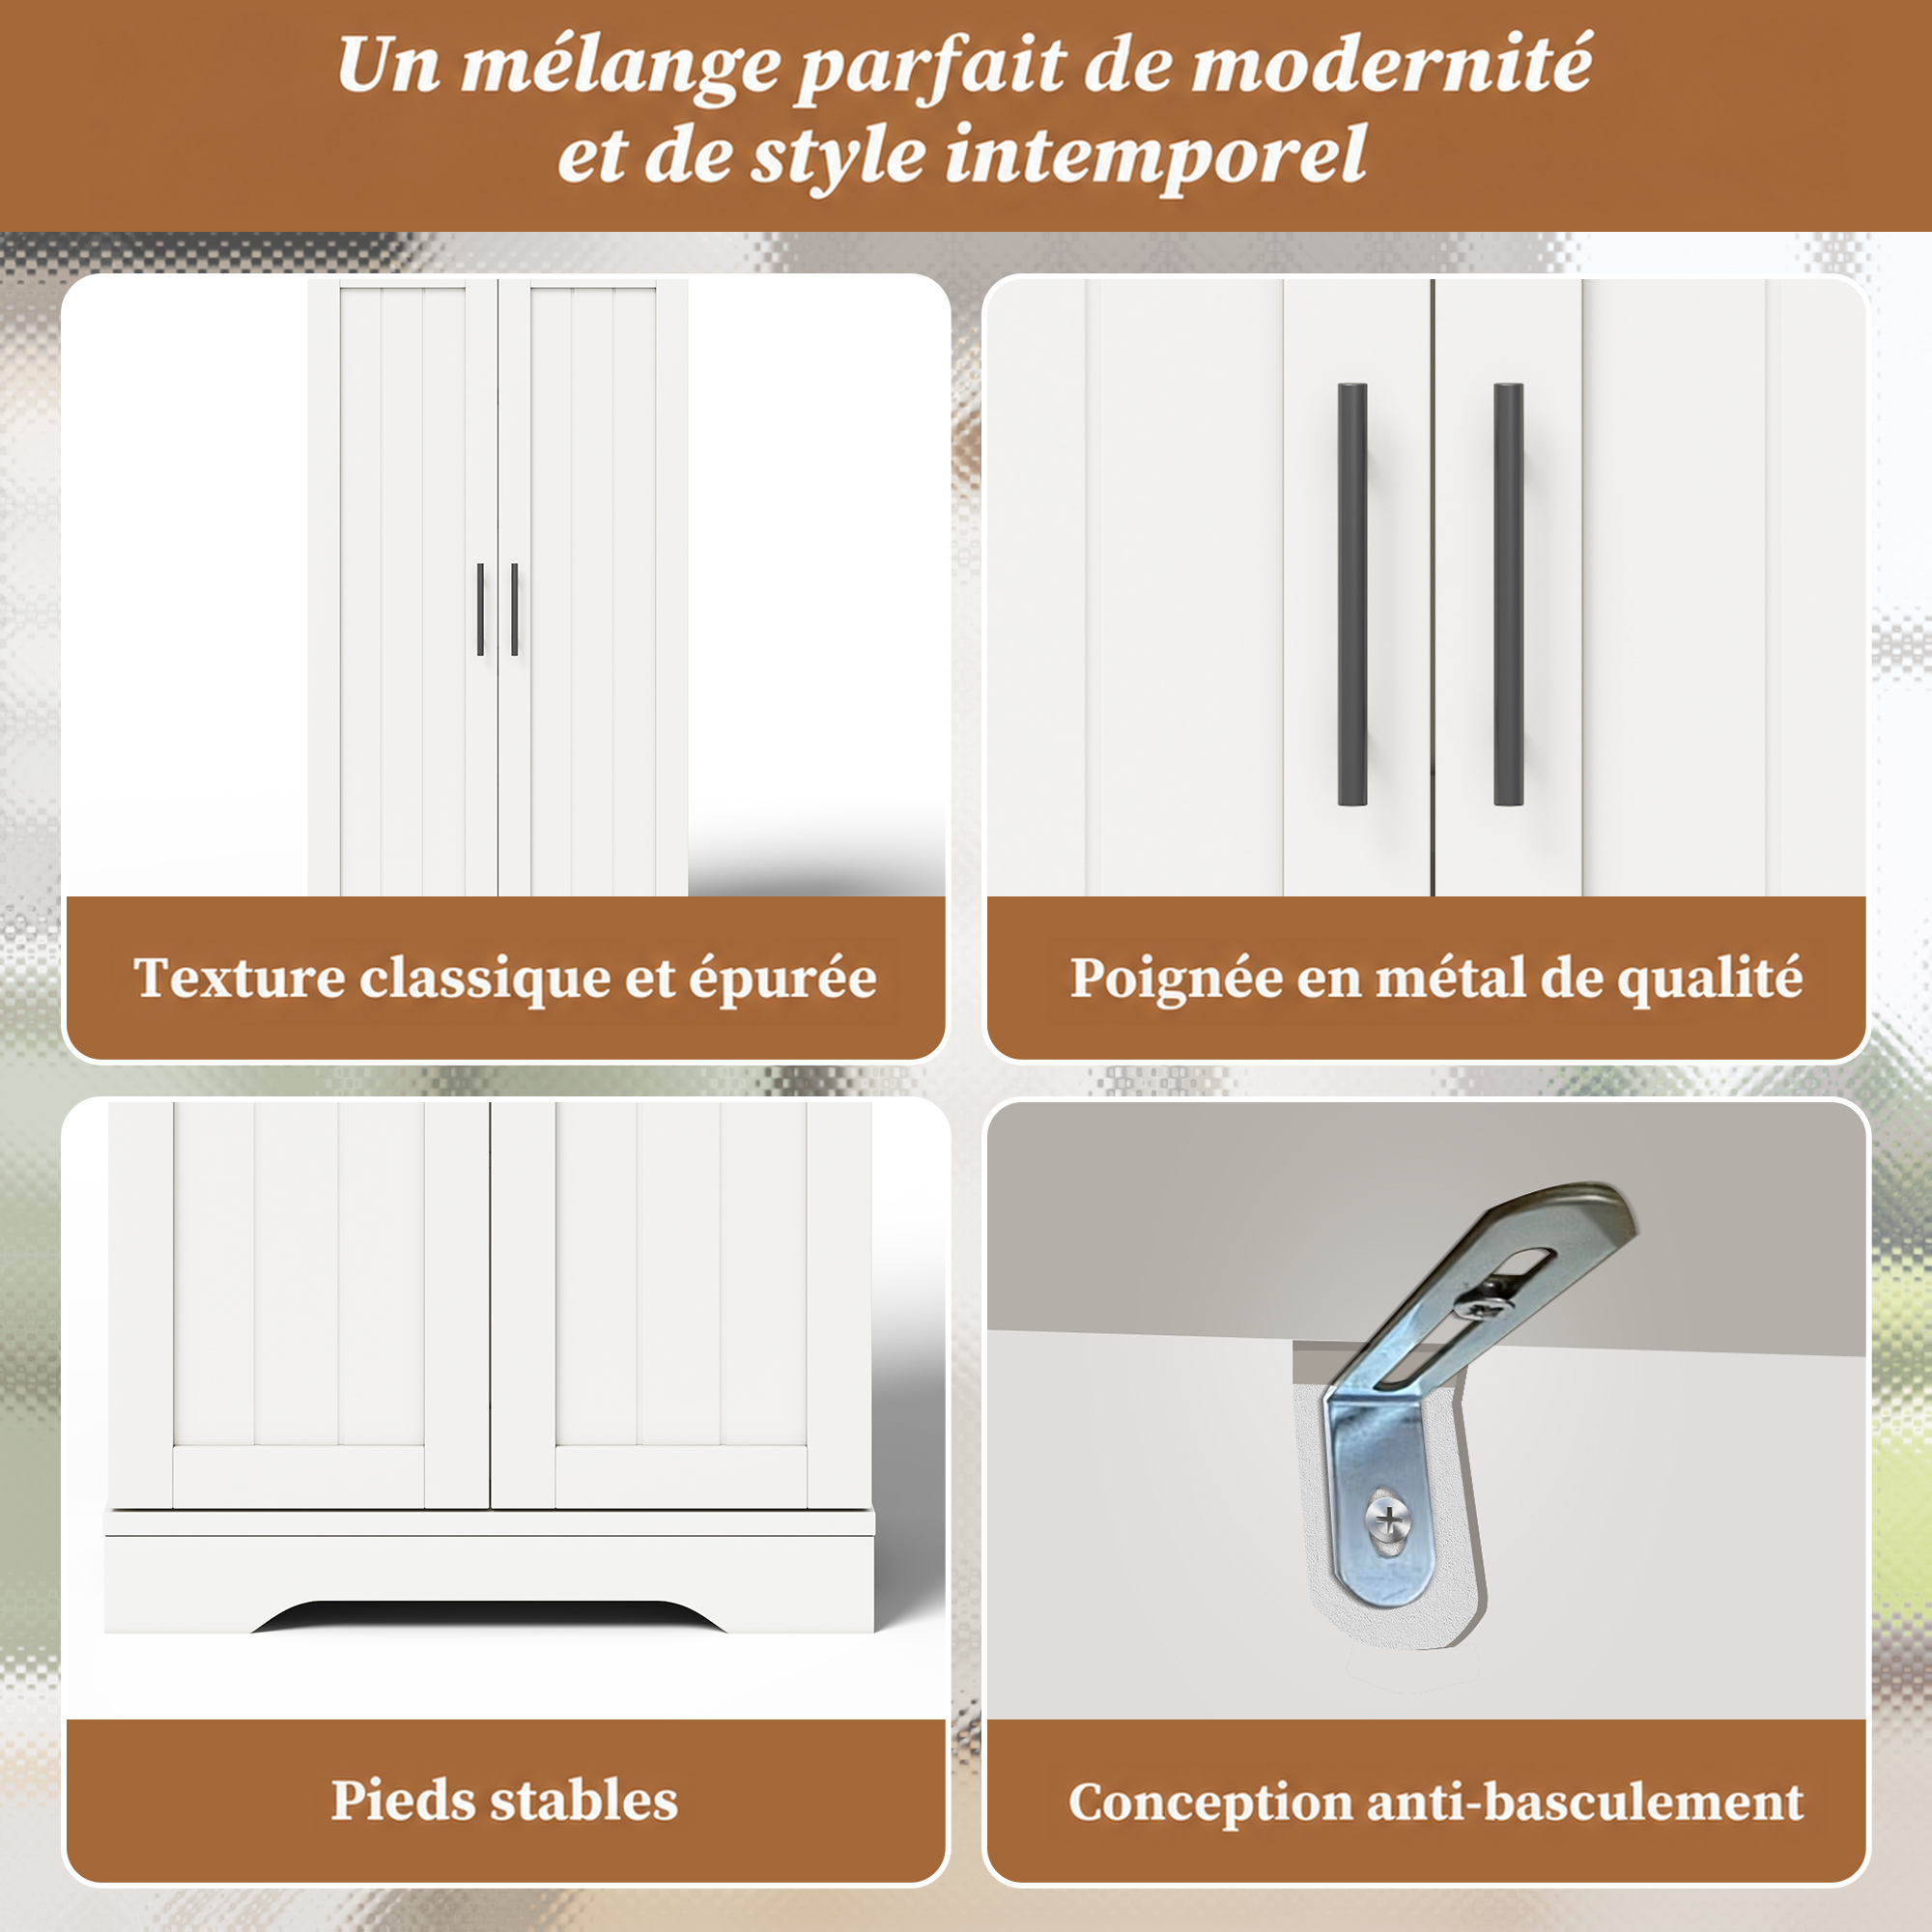 Un mélange parfait de modernité
et de style intemporel
Texture classique et épurée
Poignée en métal de qualité
Pieds stables
Conception anti-basculement